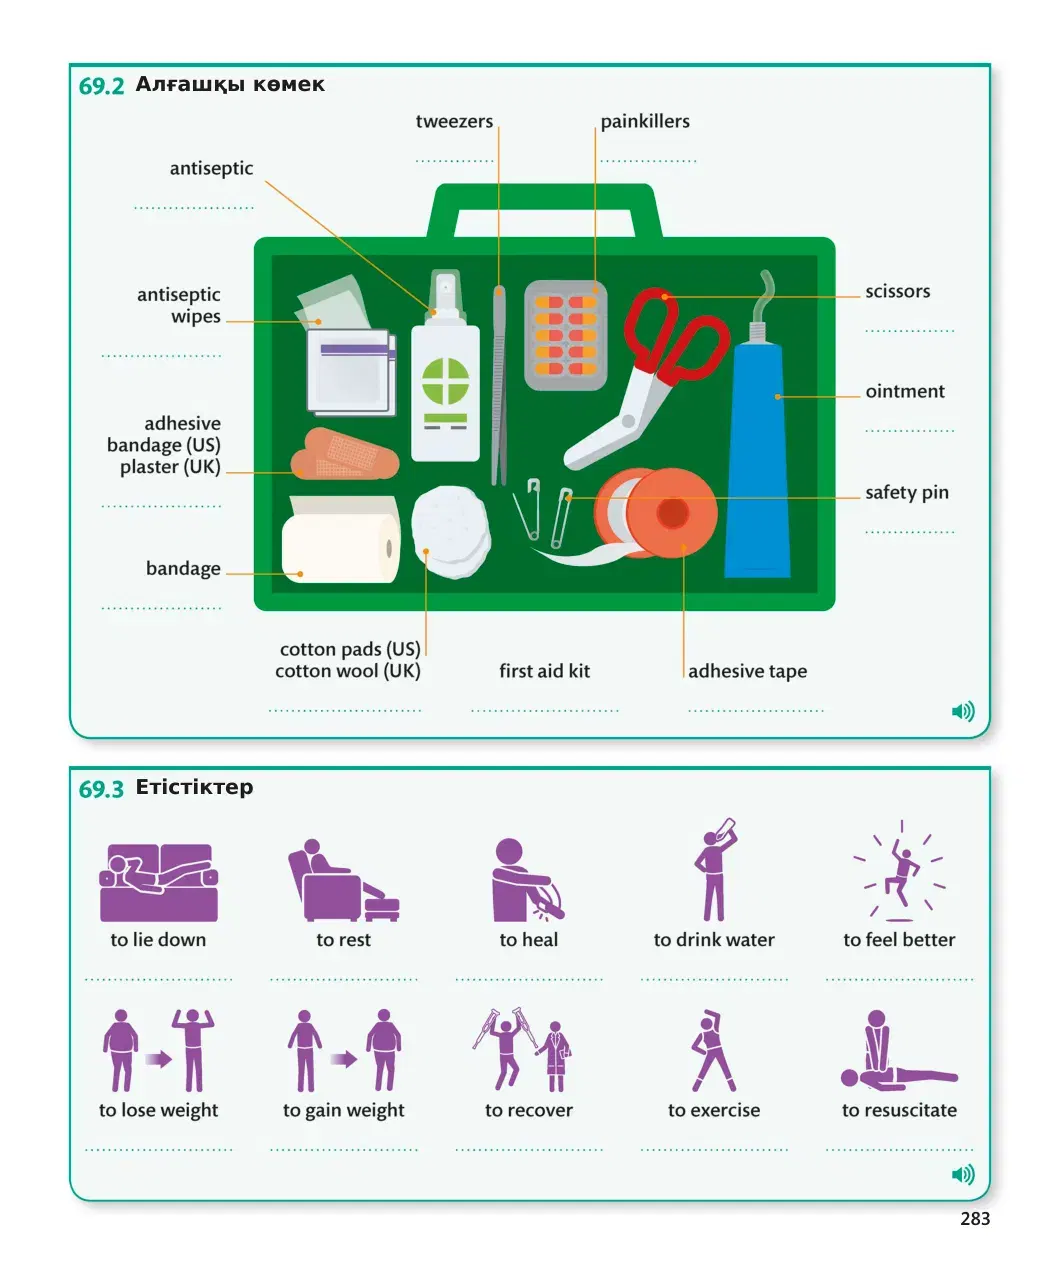 69.2 Алғашқы көмек
tweezers
painkillers
antiseptic
antiseptic
wipes
scissors
ointment
adhesive
bandage (US)
plaster (UK)
safety pin
bandage
cotton pads (US)
cotton wool (UK)
first aid kit
adhesive tape
69.3 Етістіктер
to lie down
to rest
to heal
to drink water
to feel better
to lose weight
to gain weight
to recover
to exercise
to resuscitate
283